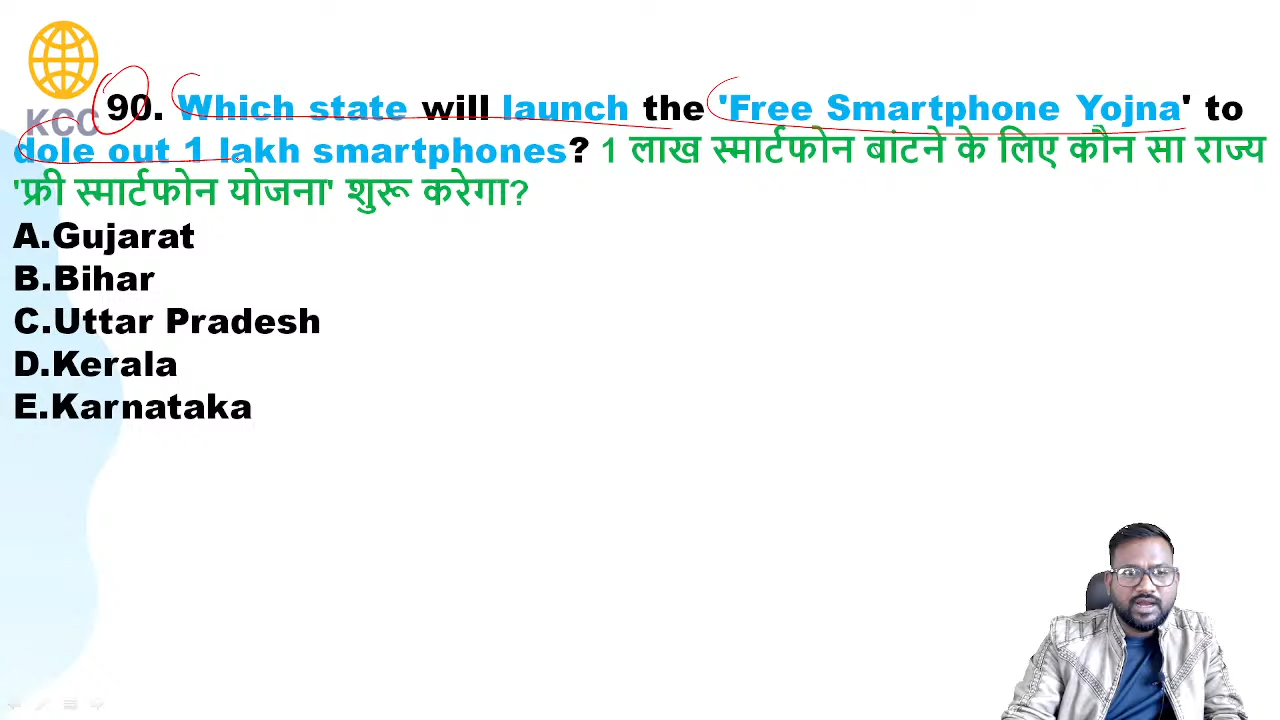 KCC
90. Which state will launch the 'Free Smartphone Yojna' to
dole out 1 lakh smartphones? 1 लाख स्मार्टफोन बांटने के लिए कौन सा राज्य
'फ्री स्मार्टफोन योजना' शुरू करेगा?
A.Gujarat
B.Bihar
C.Uttar Pradesh
D.Kerala
E.Karnataka